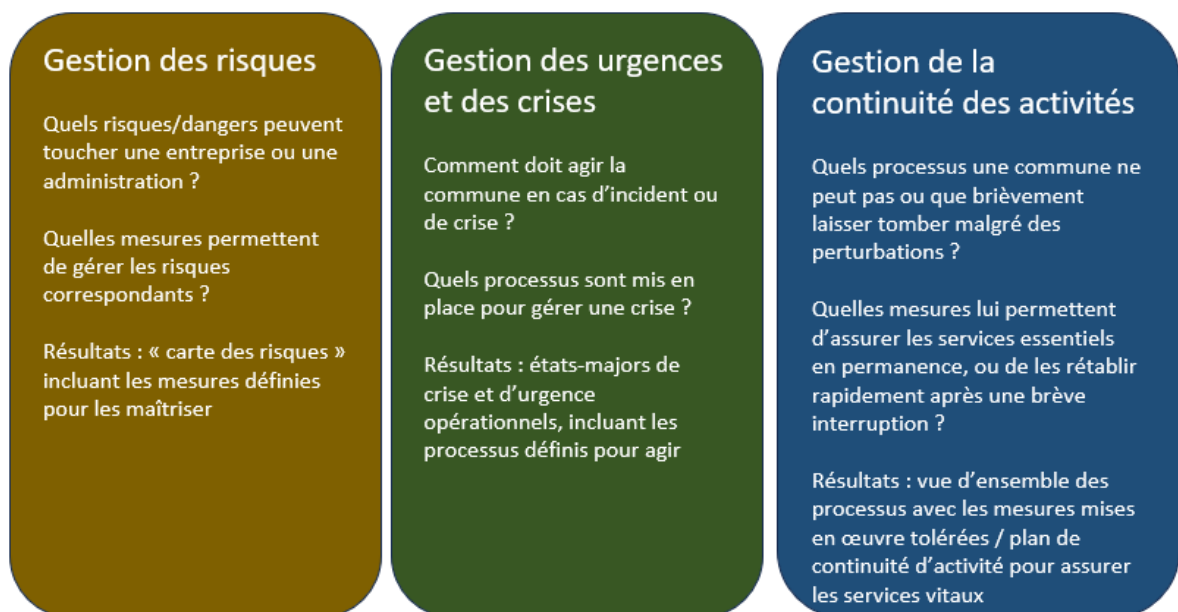 Gestion des risques
Quels risques/dangers peuvent
toucher une entreprise ou une
administration ?
Quelles mesures permettent
de gérer les risques
correspondants ?
Résultats : « carte des risques »
incluant les mesures définies
pour les maîtriser
Gestion des urgences
et des crises
Comment doit agir la
commune en cas d’incident ou
de crise ?
Quels processus sont mis en
place pour gérer une crise ?
Résultats : états-majors de
crise et d’urgence
opérationnels, incluant les
processus définis pour agir
Gestion de la
continuité des activités
Quels processus une commune ne
peut pas ou que brièvement
laisser tomber malgré des
perturbations ?
Quelles mesures lui permettent
d’assurer les services essentiels
en permanence, ou de les rétablir
rapidement après une brève
interruption ?
Résultats : vue d’ensemble des
processus avec les mesures mises
en œuvre tolérées / plan de
continuité d’activité pour assurer
les services vitaux